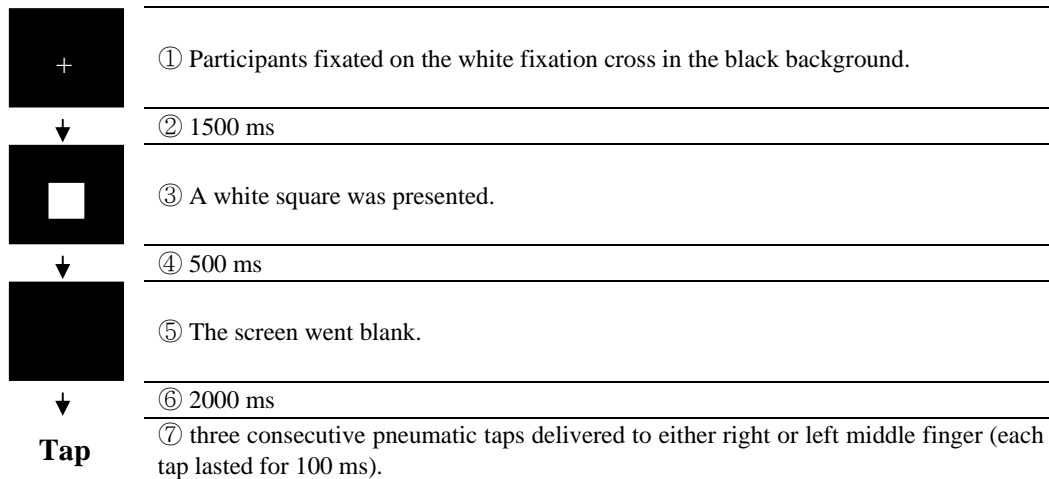 ① Participants fixated on the white fixation cross in the black background.
② 1500 ms
③ A white square was presented.
④ 500 ms
⑤ The screen went blank.
⑥ 2000 ms
Tap
⑦ three consecutive pneumatic taps delivered to either right or left middle finger (each
tap lasted for 100 ms).